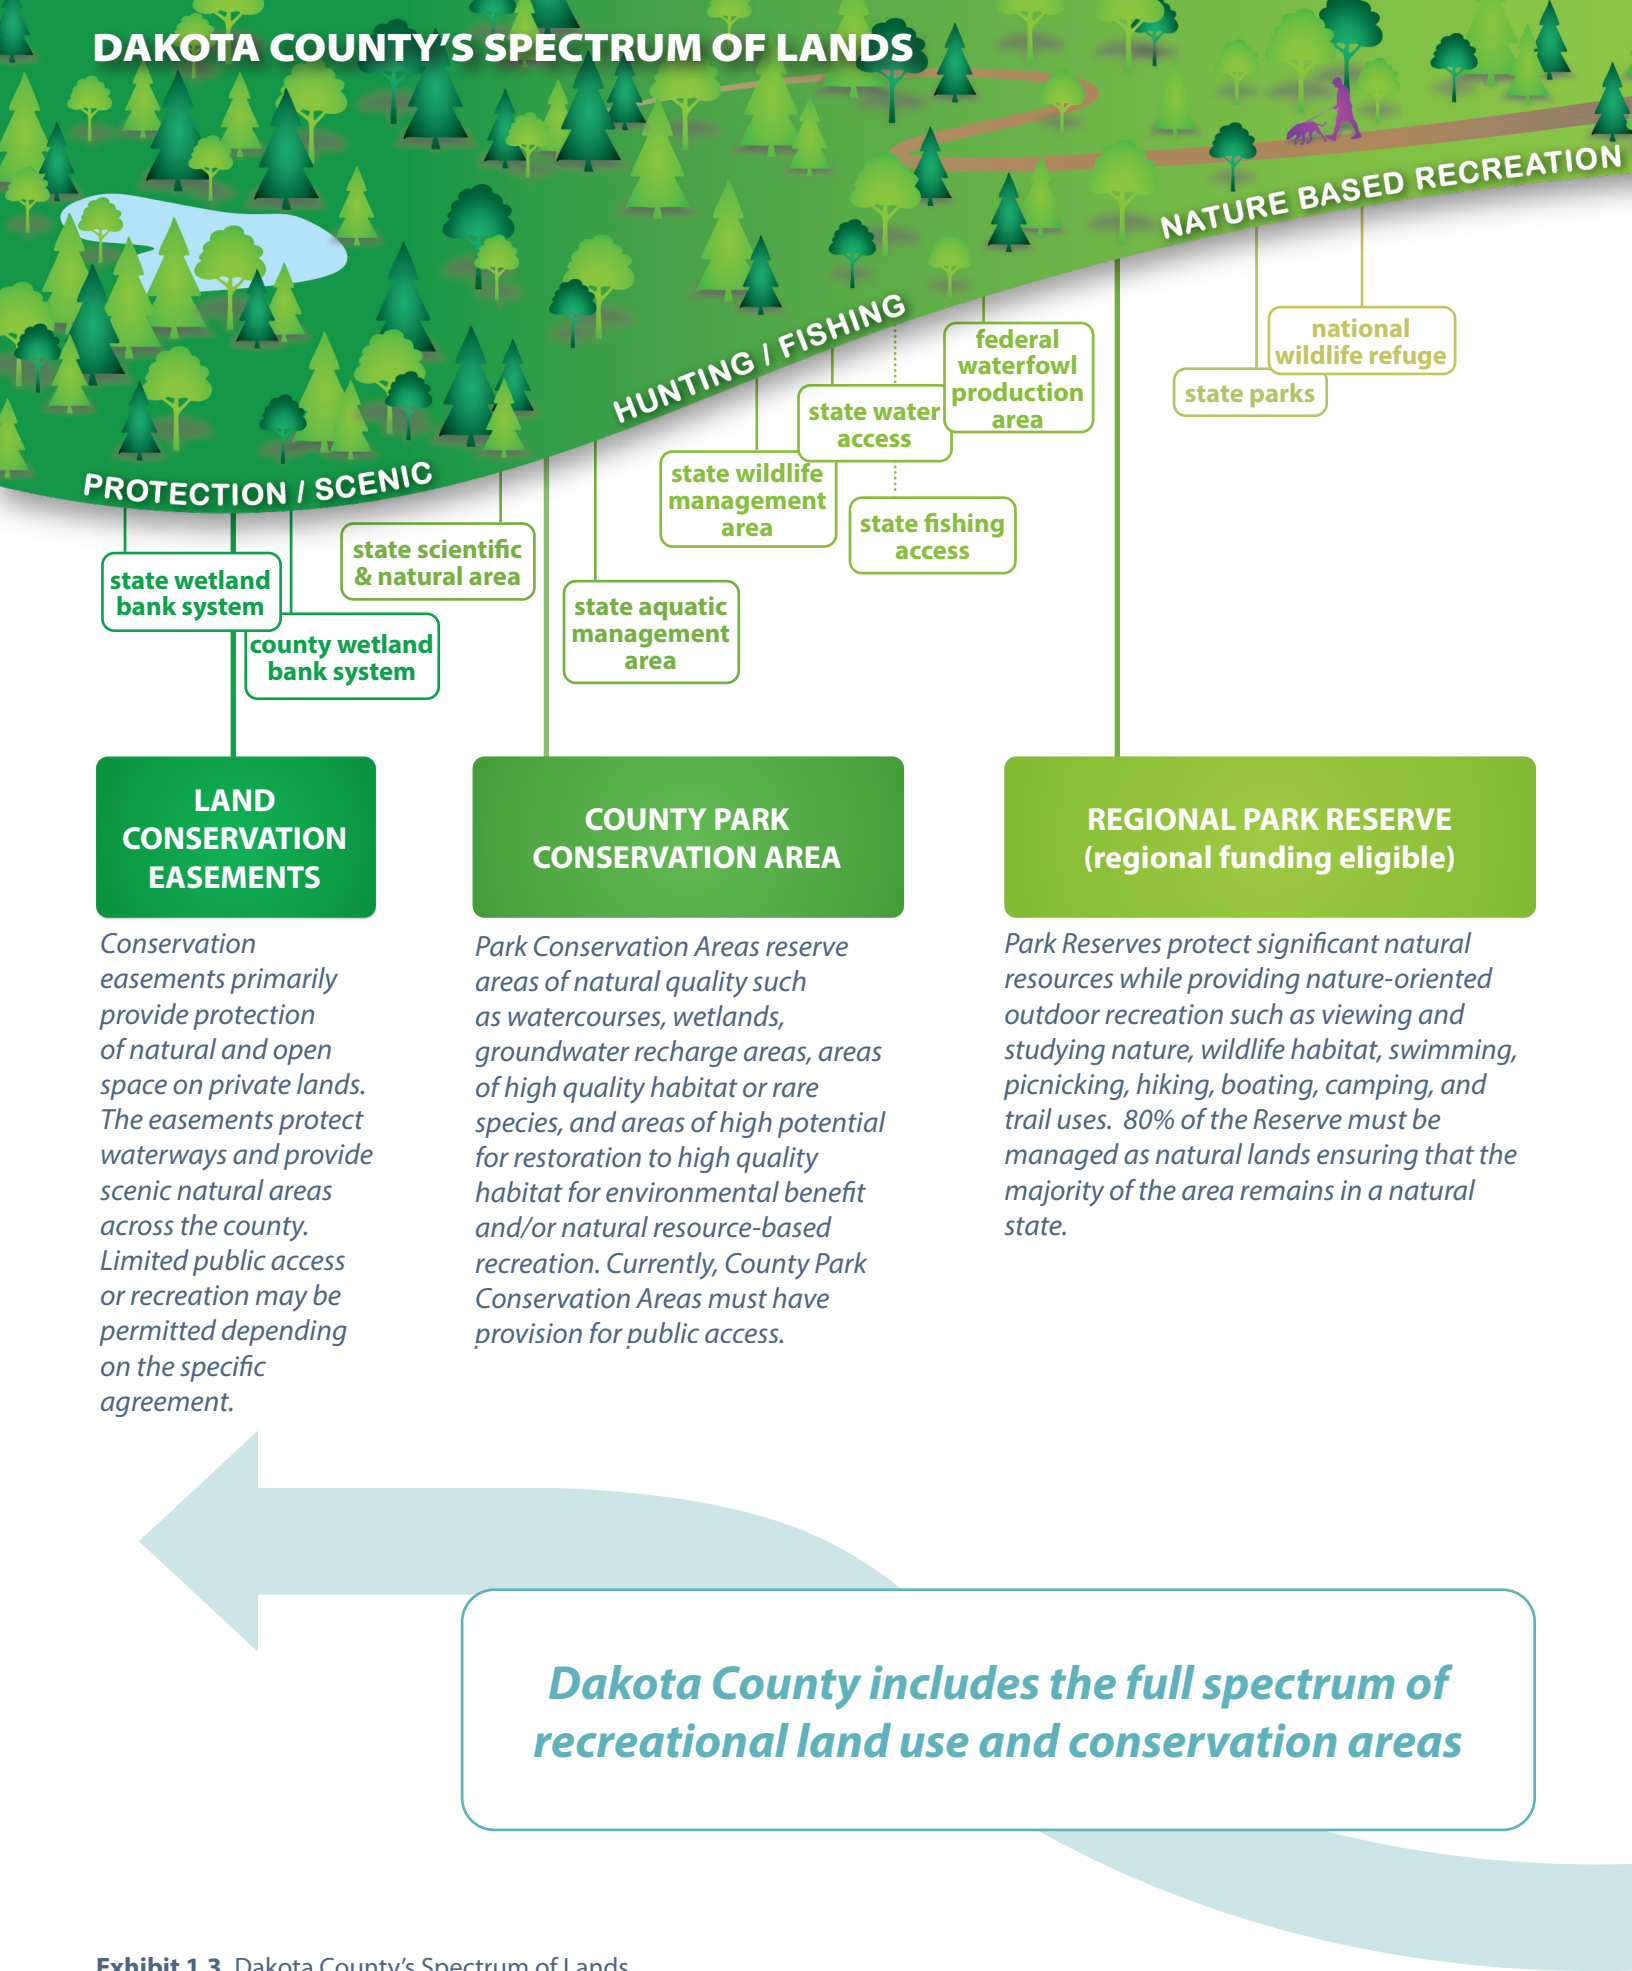 DAKOTA COUNTY'S SPECTRUM OF LANDS
NATURE BASED RECREATION
HUNTING / FISHING
PROTECTION / SCENIC
national
wildlife refuge
state parks
federal
waterfowl
production
area
state water
access
state wildlife
management
area
state fishing
access
state scientific
& natural area
state wetland
bank system
state aquatic
management
area
county wetland
bank system
LAND
CONSERVATION
EASEMENTS
Conservation
easements primarily
provide protection
of natural and open
space on private lands.
The easements protect
waterways and provide
scenic natural areas
across the county.
Limited public access
or recreation may be
permitted depending
on the specific
agreement.
COUNTY PARK
CONSERVATION AREA
Park Conservation Areas reserve
areas of natural quality such
as watercourses, wetlands,
groundwater recharge areas, areas
of high quality habitat or rare
species, and areas of high potential
for restoration to high quality
habitat for environmental benefit
and/or natural resource-based
recreation. Currently, County Park
Conservation Areas must have
provision for public access.
REGIONAL PARK RESERVE
(regional funding eligible)
Park Reserves protect significant natural
resources while providing nature-oriented
outdoor recreation such as viewing and
studying nature, wildlife habitat, swimming,
picnicking, hiking, boating, camping, and
trail uses.  80% of the Reserve must be
managed as natural lands ensuring that the
majority of the area remains in a natural
state.
Dakota County includes the full spectrum of
recreational land use and conservation areas
Exhibit 1.3  Dakota County's Spectrum of Lands